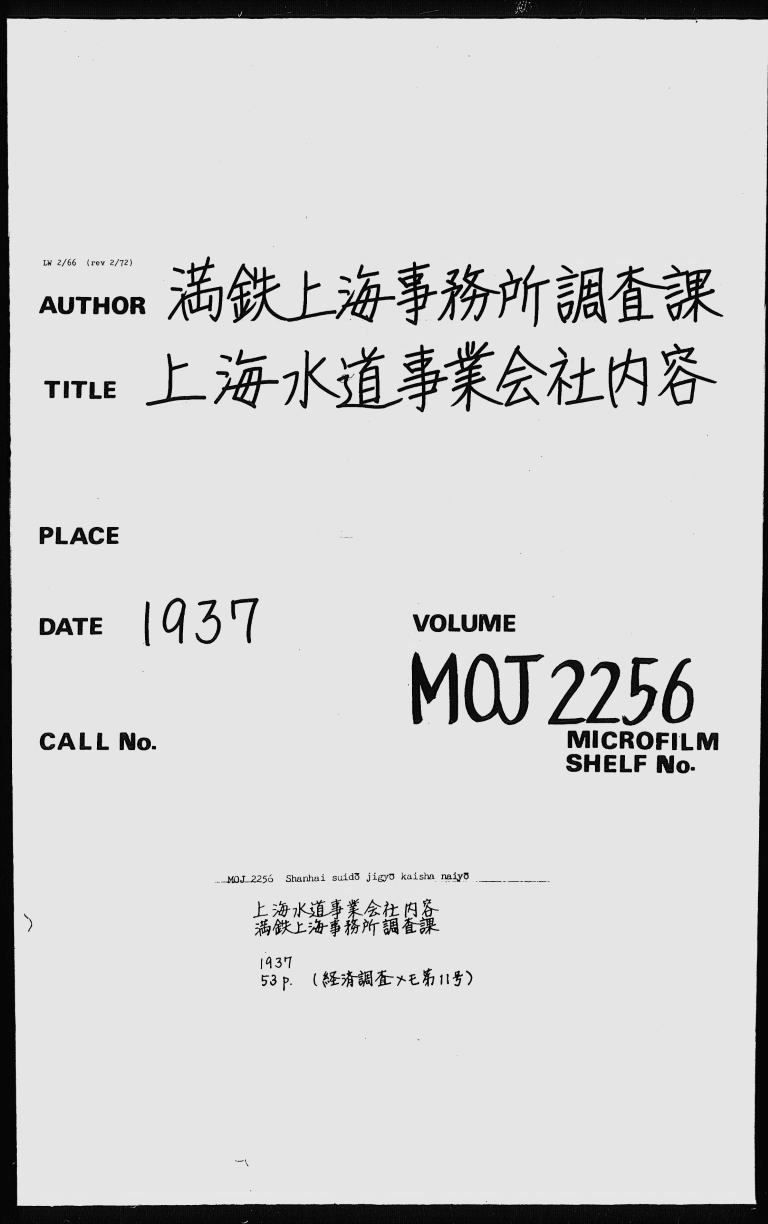 LW 2/66 (rev 2/72)
AUTHOR 満鉄上海事務所調査課
TITLE 上海水道事業会社内容
PLACE
DATE 1937
VOLUME
MOJ 2256
CALL No.
MICROFILM
SHELF No.
MOJ 2256 Shanhai suidō jigyō kaisha naiyō
上海水道事業会社内容
満鉄上海事務所調査課
1937
53 p. (経済調査メモ第11号)